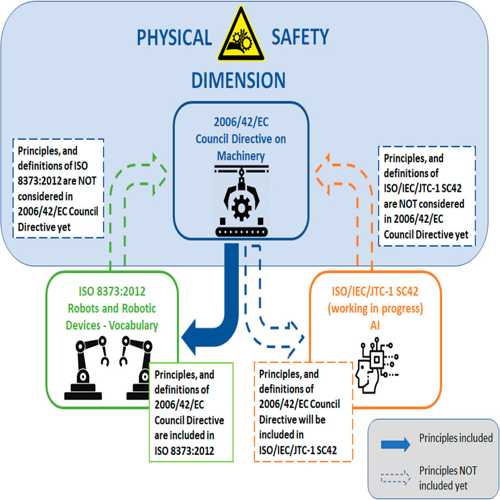 PHYSICAL SAFETY
DIMENSION
2006/42/EC
Council Directive on
Machinery
Principles, and
definitions of ISO
8373:2012 are NOT
considered in
2006/42/EC Council
Directive yet
Principles, and
definitions of
ISO/IEC/JTC-1 SC42
are NOT considered
in 2006/42/EC
Council Directive yet
ISO 8373:2012
Robots and Robotic
Devices - Vocabulary
ISO/IEC/JTC-1 SC42
(working in progress)
AI
Principles, and
definitions of
2006/42/EC
Council Directive
are included in
ISO 8373:2012
Principles, and
definitions of
2006/42/EC Council
Directive will be
included in
ISO/IEC/JTC-1 SC42
Principles included
Principles NOT
included yet